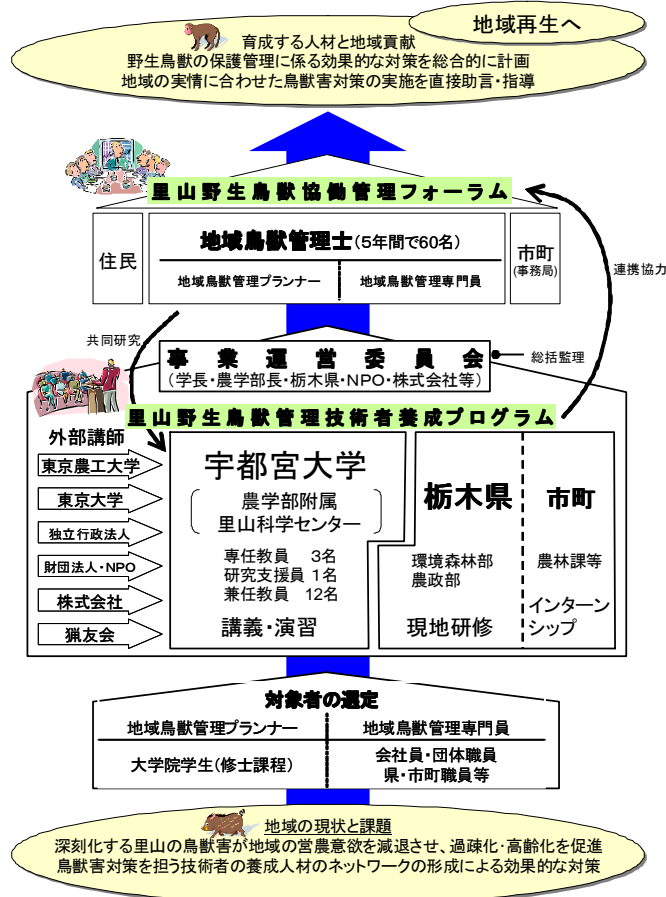 地域再生へ
育成する人材と地域貢献
野生鳥獣の保護管理に係る効果的な対策を総合的に計画
地域の実情に合わせた鳥獣害対策の実施を直接助言・指導
里山野生鳥獣協働管理フォーラム
住民
地域鳥獣管理士(5年間で60名)
地域鳥獣管理プランナー
地域鳥獣管理専門員
市町
(事務局)
連携協力
共同研究
事業運営委員会
(学長・農学部長・栃木県・NPO・株式会社等)
総括監理
里山野生鳥獣管理技術者養成プログラム
外部講師
東京農工大学
東京大学
独立行政法人
財団法人・NPO
株式会社
猟友会
宇都宮大学
農学部附属
里山科学センター
専任教員 3名
研究支援員 1名
兼任教員 12名
講義・演習
栃木県
環境森林部
農政部
現地研修
市町
農林課等
インターン
シップ
対象者の選定
地域鳥獣管理プランナー
地域鳥獣管理専門員
大学院学生(修士課程)
会社員・団体職員
県・市町職員等
地域の現状と課題
深刻化する里山の鳥獣害が地域の営農意欲を減退させ、過疎化・高齢化を促進
鳥獣害対策を担う技術者の養成人材のネットワークの形成による効果的な対策